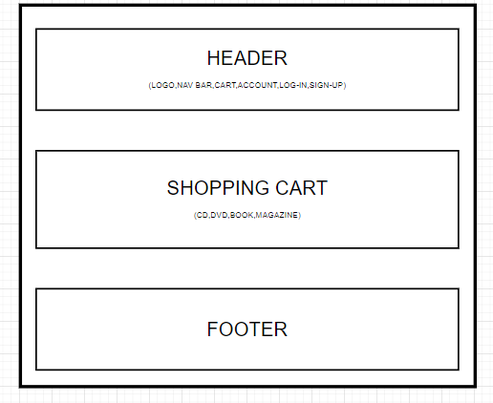 HEADER
(LOGO,NAV BAR,CART,ACCOUNT,LOG-IN,SIGN-UP)
SHOPPING CART
(CD,DVD,BOOK,MAGAZINE)
FOOTER